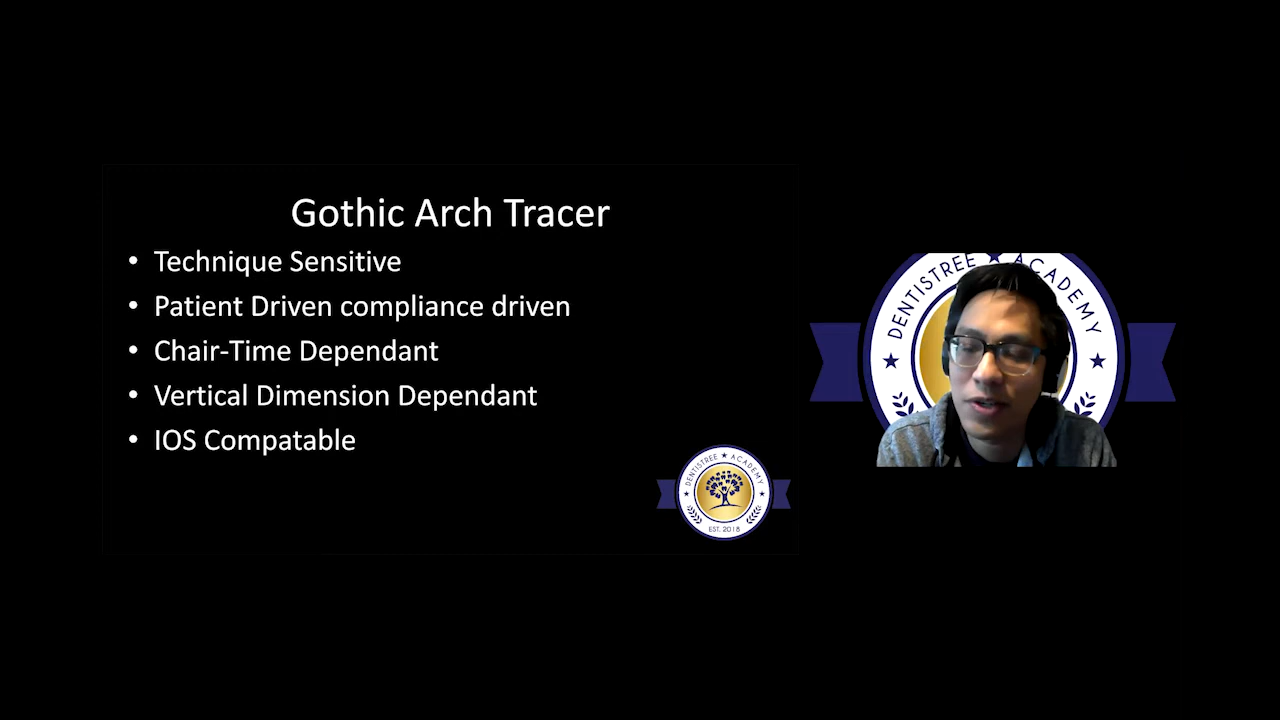 Gothic Arch Tracer
• Technique Sensitive
• Patient Driven compliance driven
• Chair-Time Dependant
• Vertical Dimension Dependant
• IOS Compatable
DENTISTREE ★ ACADEMY
EST. 2018
DENTISTREE ★ ACADEMY